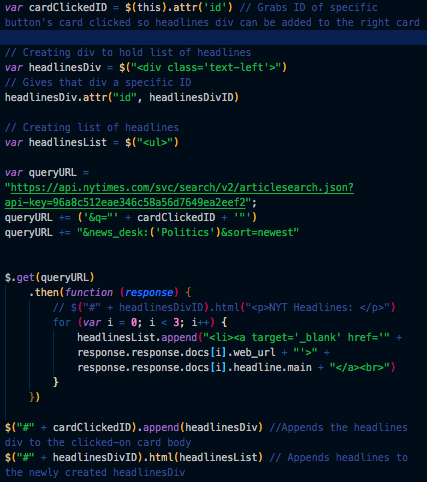 var cardClickedID = $(this).attr('id') // Grabs ID of specific
button's card clicked so headlines div can be added to the right card
// Creating div to hold list of headlines
var headlinesDiv = $("<div class='text-left'>")
// Gives that div a specific ID
headlinesDiv.attr("id", headlinesDivID)
// Creating list of headlines
var headlinesList = $("<ul>")
var queryURL =
"https://api.nytimes.com/svc/search/v2/articlesearch.json?
api-key=96a8c512eae346c58a56d7649ea2eef2";
queryURL += ('&q="' + cardClickedID + '"')
queryURL += "&news_desk:('Politics')&sort=newest"
$.get(queryURL)
.then(function (response) {
// $("#" + headlinesDivID).html("<p>NYT Headlines: </p>")
for (var i = 0; i < 3; i++) {
headlinesList.append("<li><a target='_blank' href='" +
response.response.docs[i].web_url + "'>" +
response.response.docs[i].headline.main + "</a><br>")
}
})
$("#" + cardClickedID).append(headlinesDiv) //Appends the headlines
div to the clicked-on card body
$("#" + headlinesDivID).html(headlinesList) // Appends headlines to
the newly created headlinesDiv